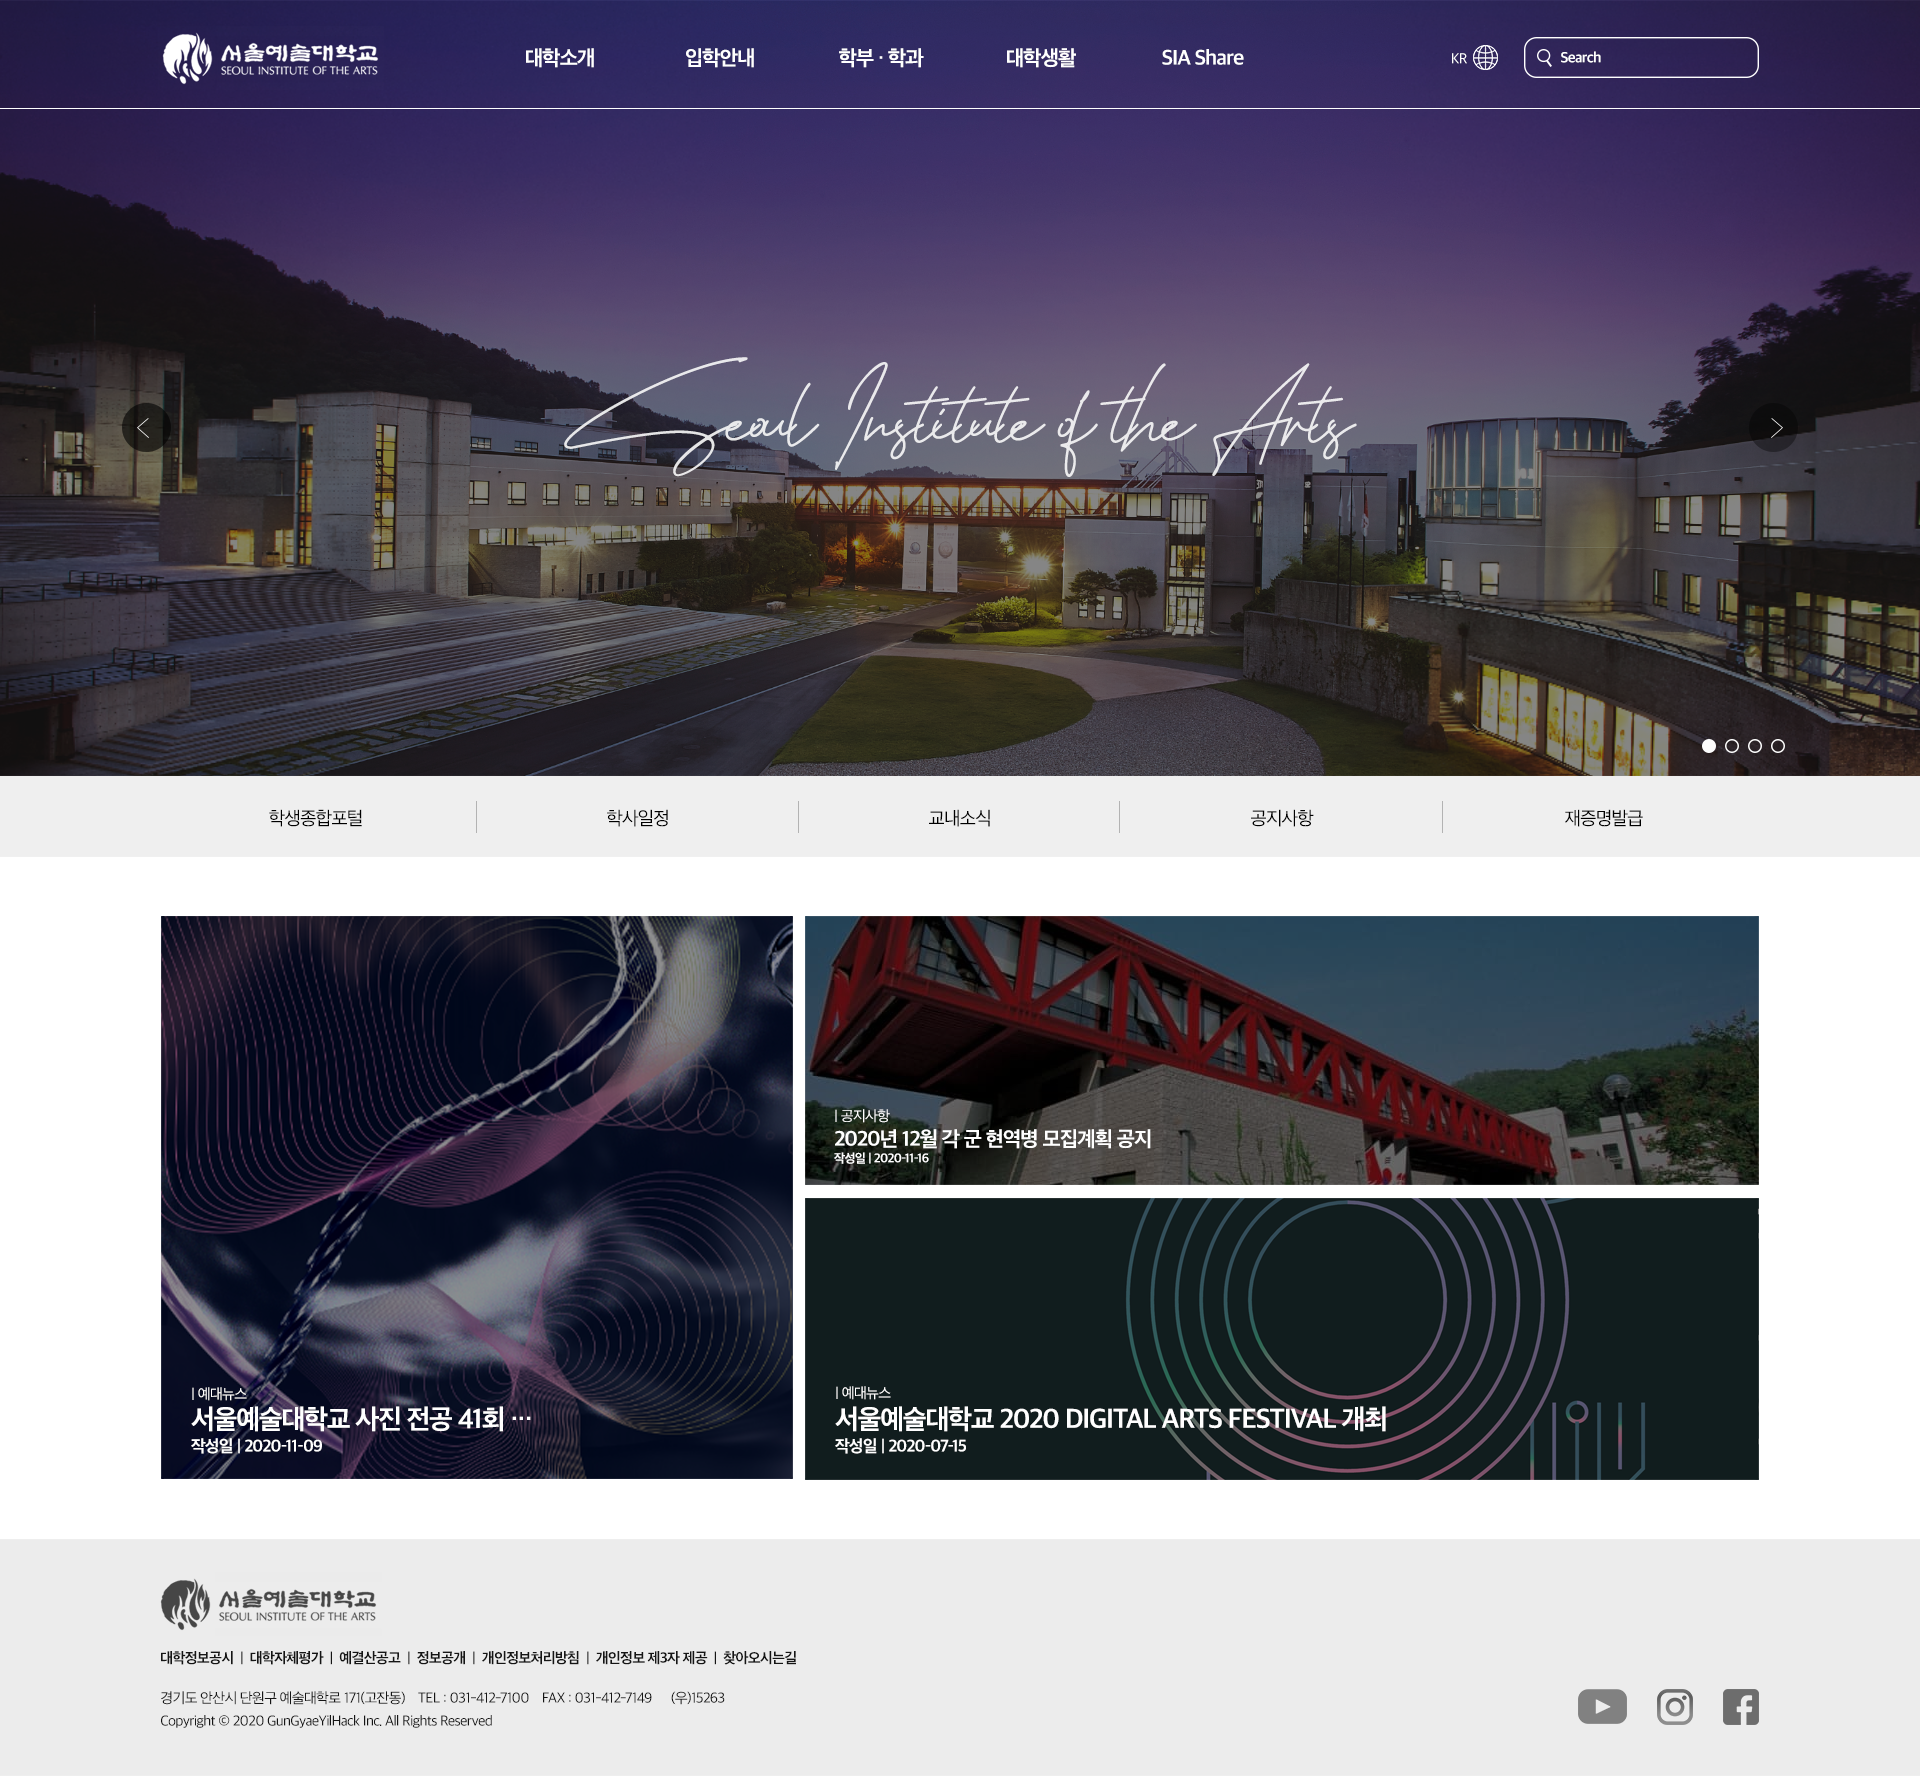 서울예술대학교
SEOUL INSTITUTE OF THE ARTS
대학소개
입학안내
학부 · 학과
대학생활
SIA Share
KR
Search
Seoul Institute of the Arts
학생종합포털
학사일정
교내소식
공지사항
재증명발급
| 예대뉴스
서울예술대학교 사진 전공 41회 ···
작성일 | 2020-11-09
| 공지사항
2020년 12월 각 군 현역병 모집계획 공지
작성일 | 2020-11-16
| 예대뉴스
서울예술대학교 2020 DIGITAL ARTS FESTIVAL 개최
작성일 | 2020-07-15
서울예술대학교
SEOUL INSTITUTE OF THE ARTS
대학정보공시 | 대학자체평가 | 예결산공고 | 정보공개 | 개인정보처리방침 | 개인정보 제3자 제공 | 찾아오시는길
경기도 안산시 단원구 예술대학로 171(고잔동) TEL : 031-412-7100 FAX : 031-412-7149 (우)15263
Copyright © 2020 GunGyaeYilHack Inc. All Rights Reserved